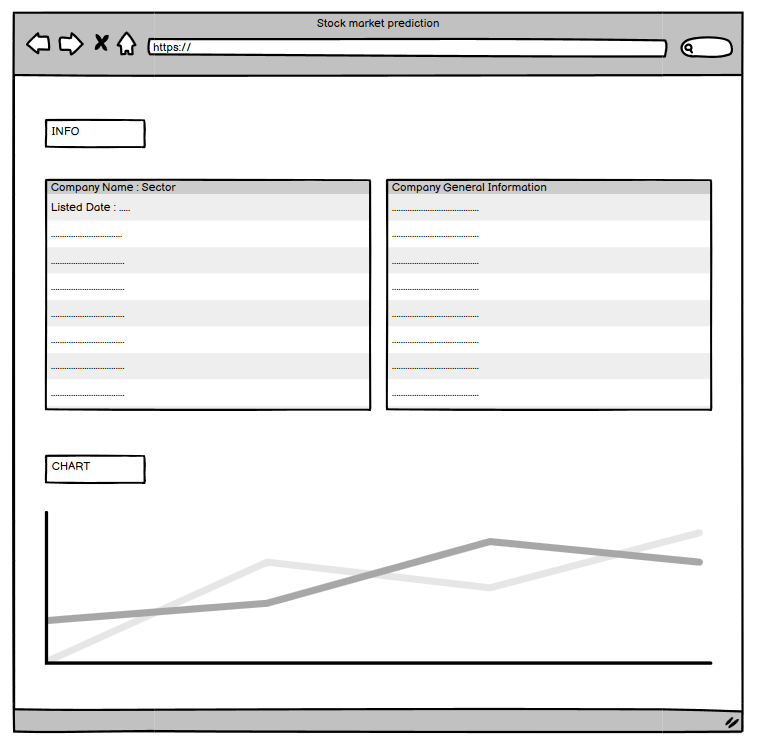 Stock market prediction
https://
INFO
Company Name : Sector
Listed Date : .....
..............................
...............................
...............................
...............................
...............................
...............................
...............................
Company General Information
.....................................
.....................................
.....................................
.....................................
.....................................
.....................................
.....................................
.....................................
CHART